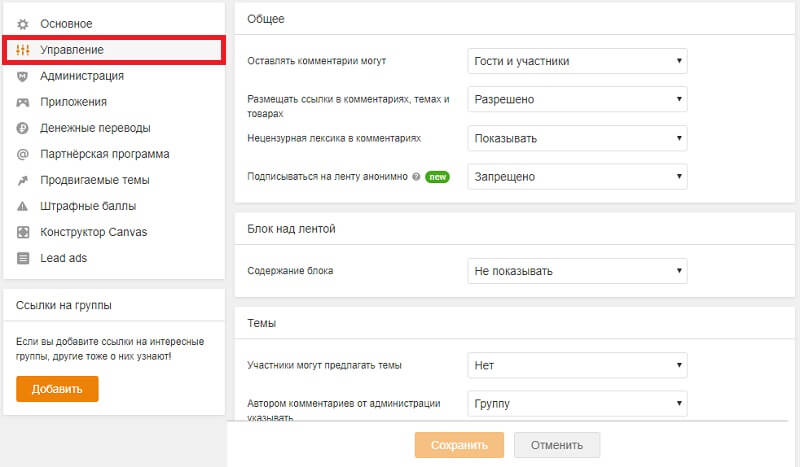 Основное
Управление
Администрация
Приложения
Денежные переводы
Партнёрская программа
Продвигаемые темы
Штрафные баллы
Конструктор Canvas
Lead ads
Ссылки на группы
Если вы добавите ссылки на интересные
группы, другие тоже о них узнают!
Добавить
Общее
Оставлять комментарии могут
Гости и участники
Размещать ссылки в комментариях, темах и
товарах
Разрешено
Нецензурная лексика в комментариях
Показывать
Подписываться на ленту анонимно ? new
Запрещено
Блок над лентой
Содержание блока
Не показывать
Темы
Участники могут предлагать темы
Нет
Автором комментариев от администрации
указывать
Группу
Сохранить
Отменить